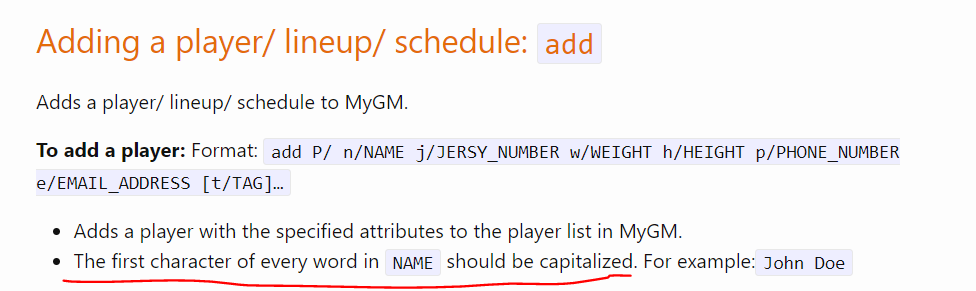 Adding a player/ lineup/ schedule: add
Adds a player/ lineup/ schedule to MyGM.
To add a player: Format: add P/ n/NAME j/JERSY_NUMBER w/WEIGHT h/HEIGHT p/PHONE_NUMBER
e/EMAIL_ADDRESS [t/TAG]…
• Adds a player with the specified attributes to the player list in MyGM.
• The first character of every word in NAME should be capitalized. For example: John Doe